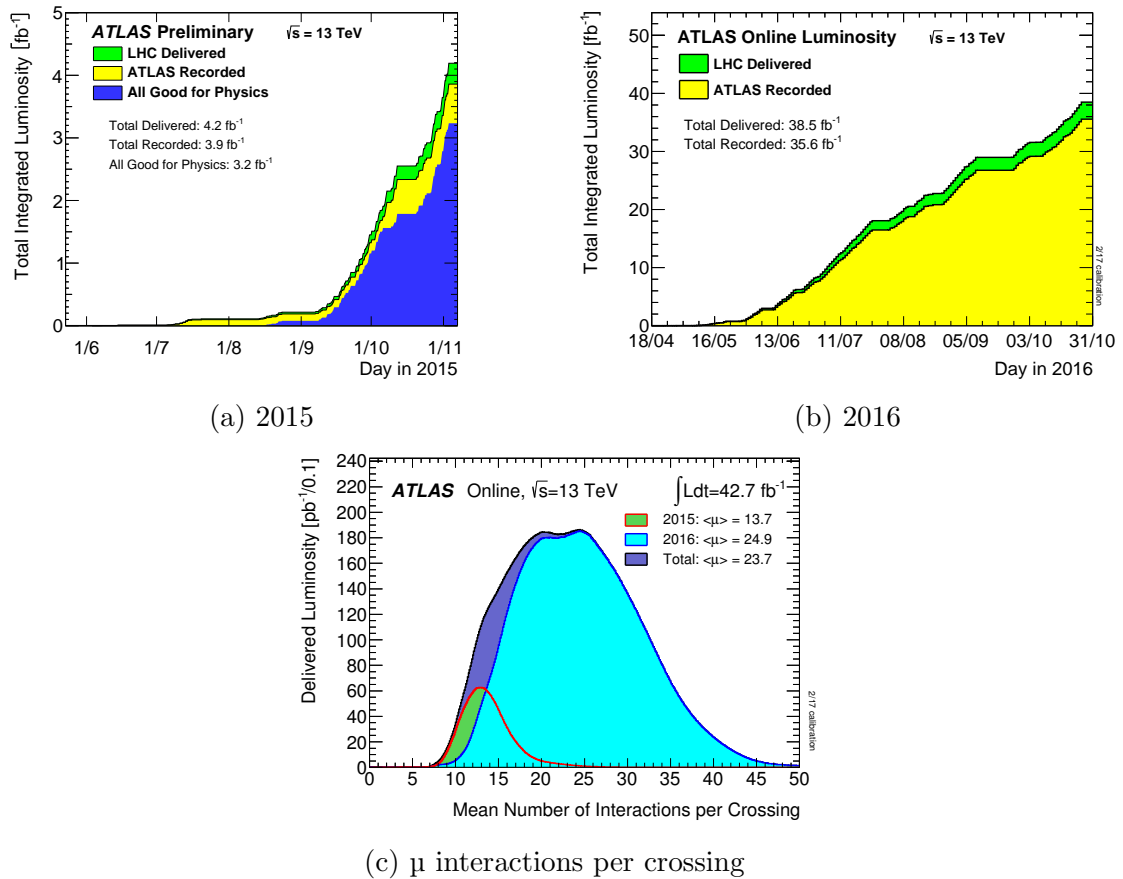 ATLAS Preliminary √s = 13 TeV
LHC Delivered
ATLAS Recorded
All Good for Physics
Total Delivered: 4.2 fb⁻¹
Total Recorded: 3.9 fb⁻¹
All Good for Physics: 3.2 fb⁻¹
Total Integrated Luminosity [fb⁻¹]
5
4
3
2
1
0
1/6 1/7 1/8 1/9 1/10 1/11
Day in 2015
(a) 2015
ATLAS Online Luminosity √s = 13 TeV
LHC Delivered
ATLAS Recorded
Total Delivered: 38.5 fb⁻¹
Total Recorded: 35.6 fb⁻¹
Total Integrated Luminosity [fb⁻¹]
50
40
30
20
10
0
18/04 16/05 13/06 11/07 08/08 05/09 03/10 31/10
Day in 2016
2/17 calibration
(b) 2016
ATLAS Online, √s=13 TeV ∫Ldt=42.7 fb⁻¹
2015: <μ> = 13.7
2016: <μ> = 24.9
Total: <μ> = 23.7
Delivered Luminosity [pb⁻¹/0.1]
240
220
200
180
160
140
120
100
80
60
40
20
0
0 5 10 15 20 25 30 35 40 45 50
Mean Number of Interactions per Crossing
2/17 calibration
(c) μ interactions per crossing